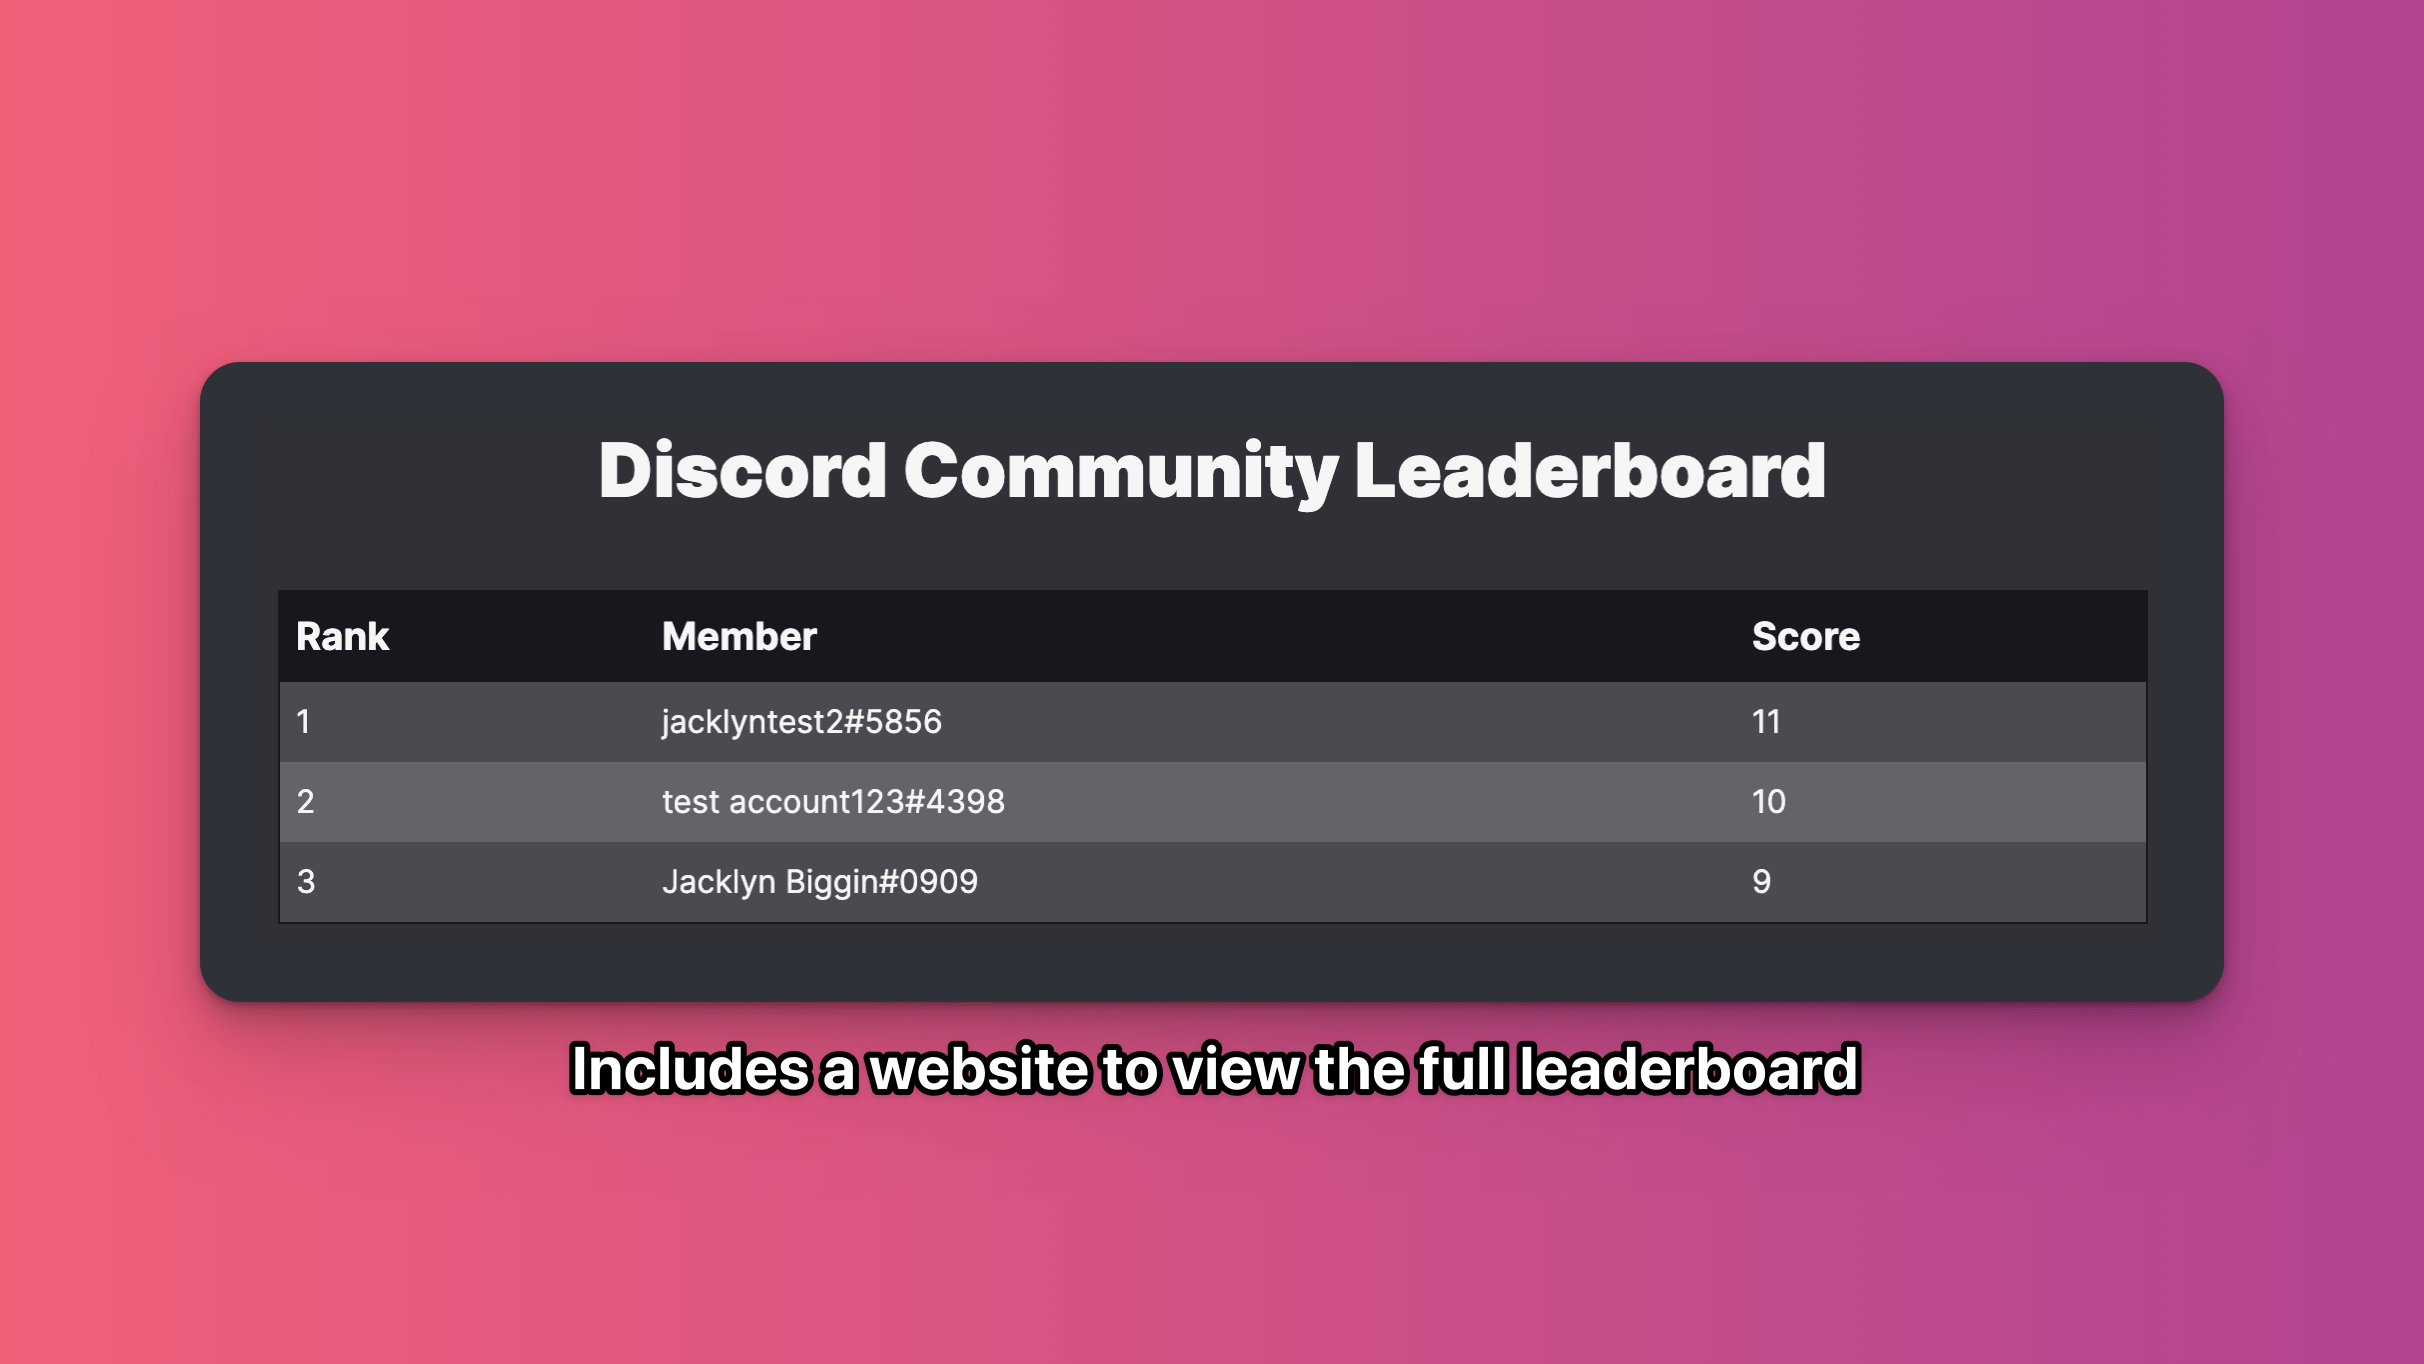 Discord Community Leaderboard
Rank Member Score
1 jacklyntest2#5856 11
2 test account123#4398 10
3 Jacklyn Biggin#0909 9
Includes a website to view the full leaderboard